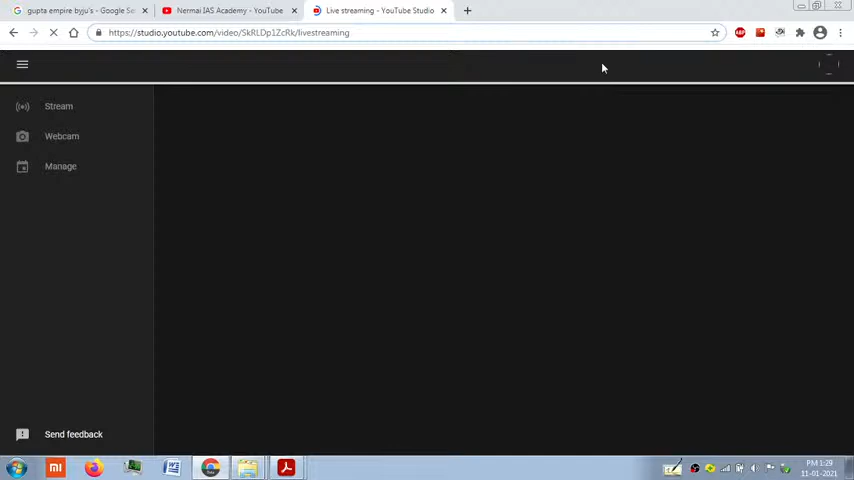 gupta empire byju's - Google Se
Nermai IAS Academy - YouTube
Live streaming - YouTube Studio
https://studio.youtube.com/video/SkRLDp1ZcRk/livestreaming
ABP
Stream
Webcam
Manage
Send feedback
PM 1:29
11-01-2021